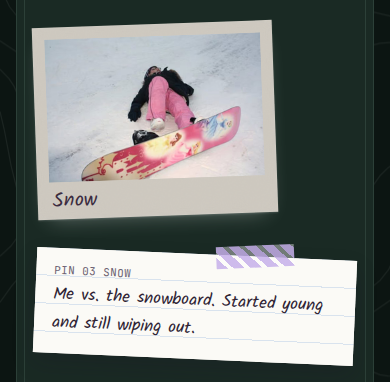 Snow
PIN 03 SNOW
Me vs. the snowboard. Started young
and still wiping out.